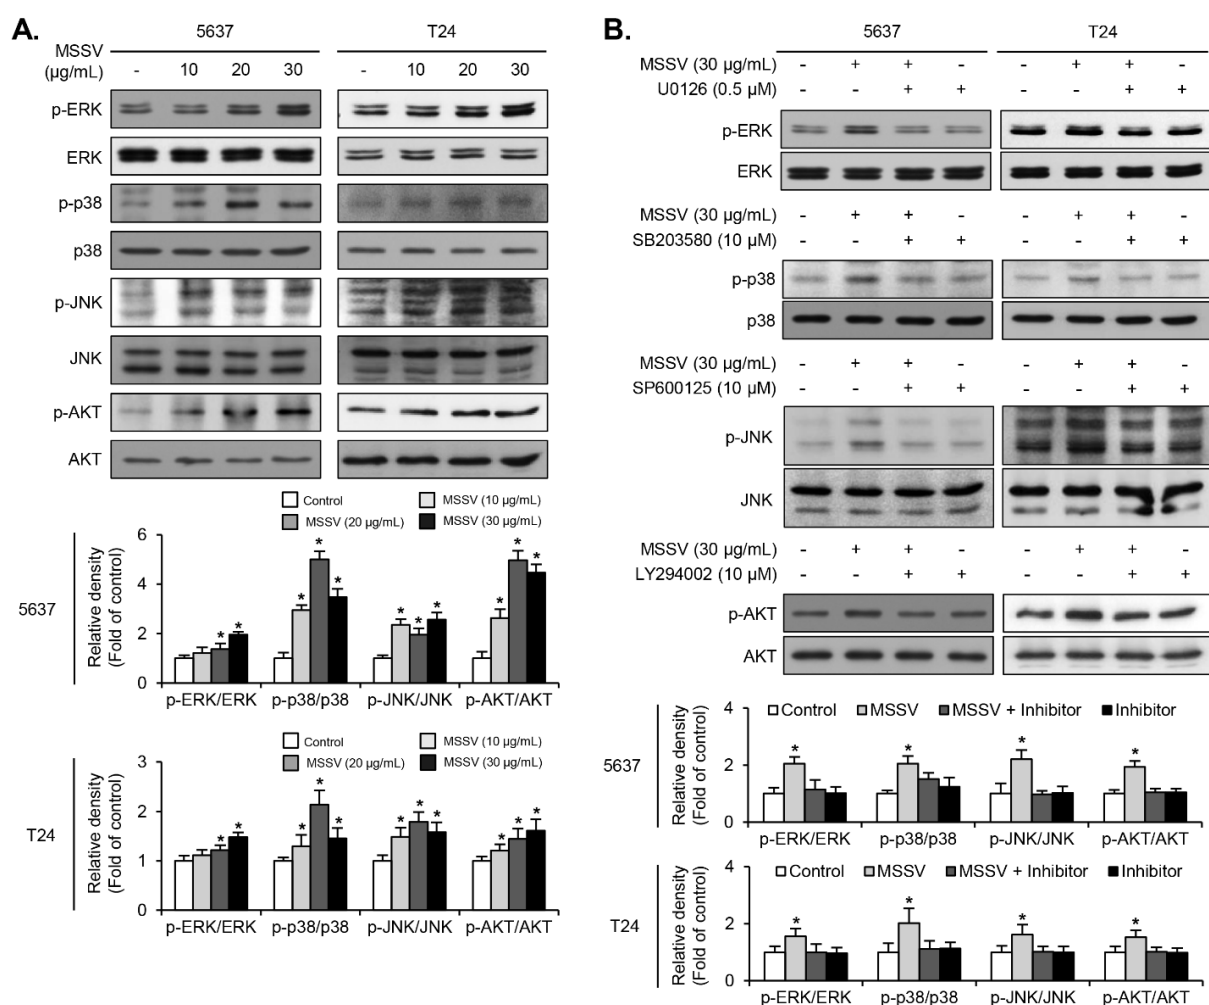 A.
5637 T24
MSSV
(µg/mL) - 10 20 30 - 10 20 30
p-ERK
ERK
p-p38
p38
p-JNK
JNK
p-AKT
AKT
Control MSSV (10 µg/mL)
MSSV (20 µg/mL) MSSV (30 µg/mL)
5637
Relative density
(Fold of control)
6
4
2
0
* * * * * * * * * * *
p-ERK/ERK p-p38/p38 p-JNK/JNK p-AKT/AKT
Control MSSV (10 µg/mL)
MSSV (20 µg/mL) MSSV (30 µg/mL)
T24
Relative density
(Fold of control)
3
2
1
0
* * * * * * * * * * *
p-ERK/ERK p-p38/p38 p-JNK/JNK p-AKT/AKT
B.
5637 T24
MSSV (30 µg/mL) - + + - - + + -
U0126 (0.5 µM) - - + + - - + +
p-ERK
ERK
MSSV (30 µg/mL) - + + - - + + -
SB203580 (10 µM) - - + + - - + +
p-p38
p38
MSSV (30 µg/mL) - + + - - + + -
SP600125 (10 µM) - - + + - - + +
p-JNK
JNK
MSSV (30 µg/mL) - + + - - + + -
LY294002 (10 µM) - - + + - - + +
p-AKT
AKT
Control MSSV MSSV + Inhibitor Inhibitor
5637
Relative density
(Fold of control)
4
2
0
* * * *
p-ERK/ERK p-p38/p38 p-JNK/JNK p-AKT/AKT
Control MSSV MSSV + Inhibitor Inhibitor
T24
Relative density
(Fold of control)
4
2
0
* * * *
p-ERK/ERK p-p38/p38 p-JNK/JNK p-AKT/AKT